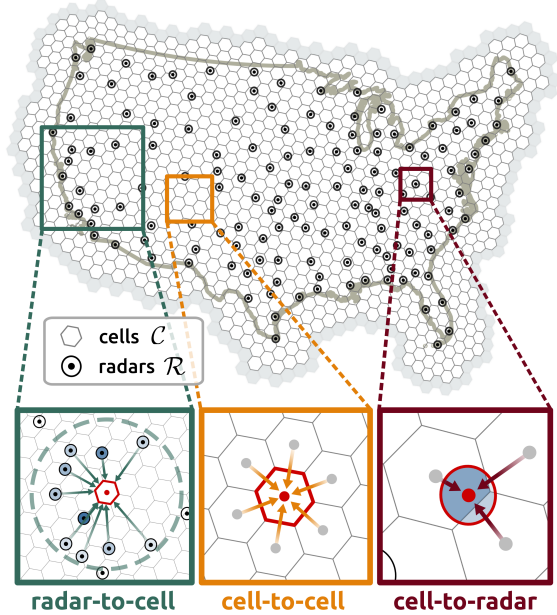 cells 𝒞
radars ℛ
radar-to-cell
cell-to-cell
cell-to-radar